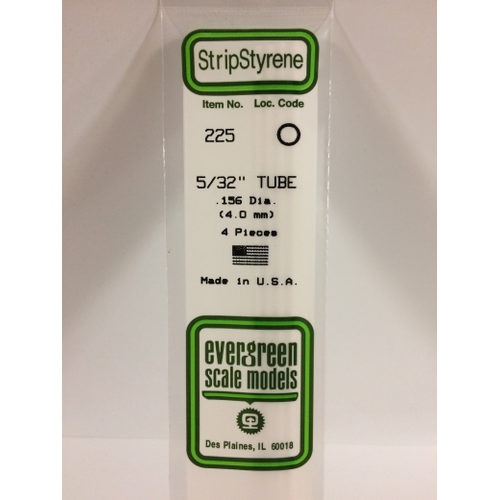 StripStyrene
Item No. Loc. Code
225
5/32" TUBE
.156 Dia.
(4.0 mm)
4 Pieces
Made in U.S.A.
evergreen
scale models
Des Plaines, IL 60018